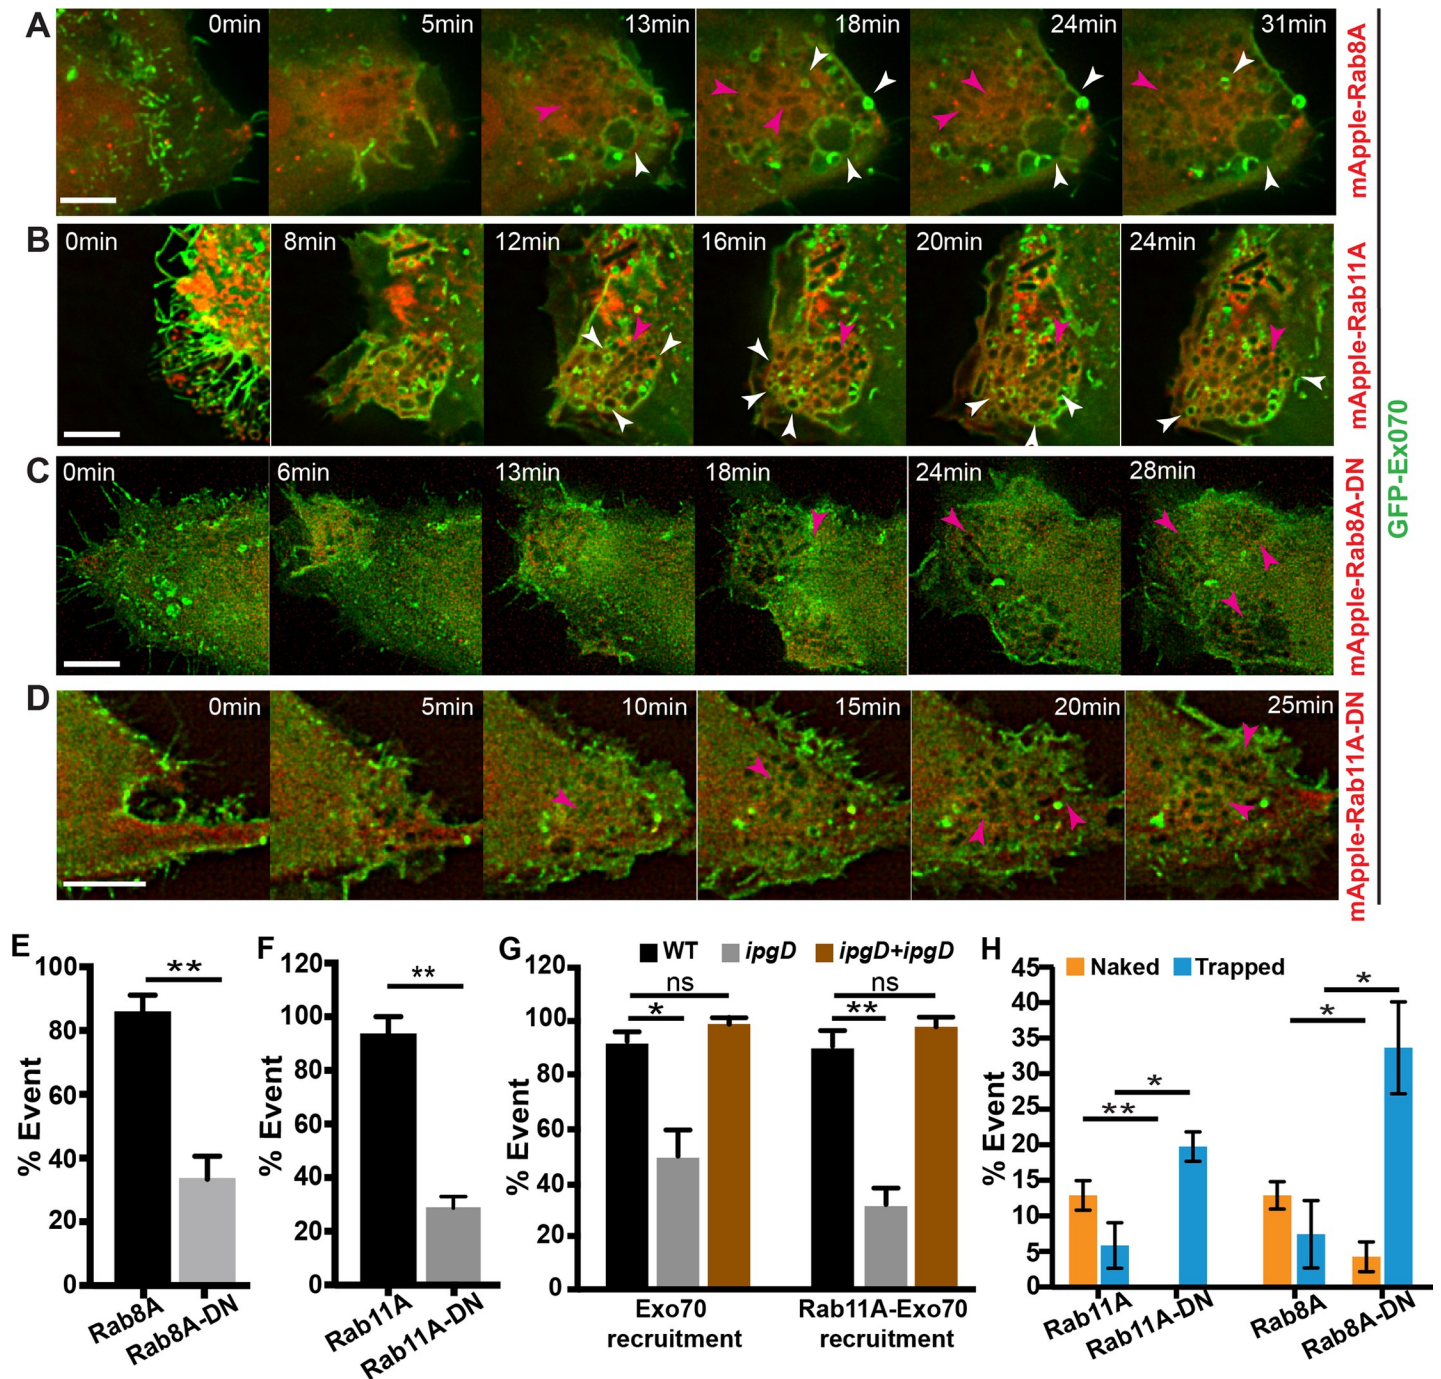 A
0min
5min
13min
18min
24min
31min
mApple-Rab8A
B
0min
8min
12min
16min
20min
24min
mApple-Rab11A
C
0min
6min
13min
18min
24min
28min
mApple-Rab8A-DN
D
0min
5min
10min
15min
20min
25min
mApple-Rab11A-DN
GFP-Ex070
E
100
80
60
40
20
0
% Event
**
Rab8A
Rab8A-DN
F
120
100
80
60
40
20
0
% Event
**
Rab11A
Rab11A-DN
G
WT
ipgD
ipgD+ipgD
120
100
80
60
40
20
0
% Event
ns
*
ns
**
Exo70
recruitment
Rab11A-Exo70
recruitment
H
Naked
Trapped
45
40
35
30
25
20
15
10
5
0
% Event
**
*
*
*
Rab11A
Rab11A-DN
Rab8A
Rab8A-DN